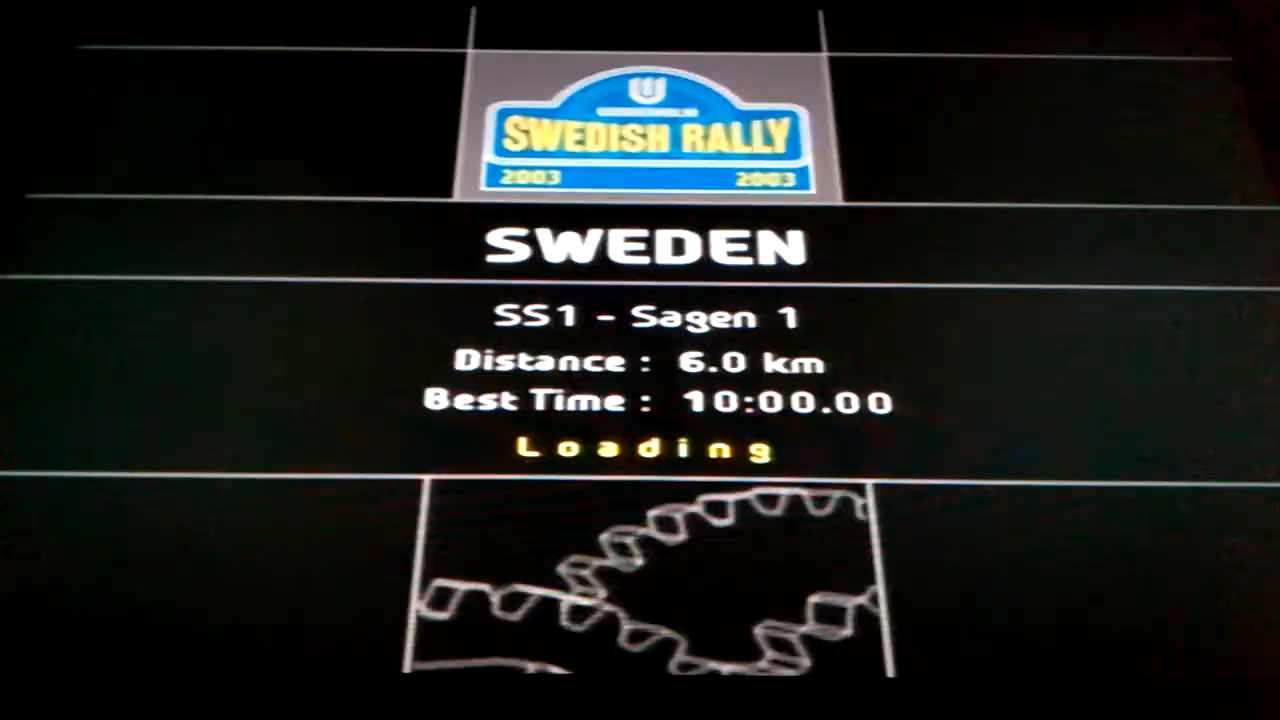 SWEDISH RALLY
2003 2003
SWEDEN
SS1 - Sagen 1
Distance : 6.0 km
Best Time : 10:00.00
Loading